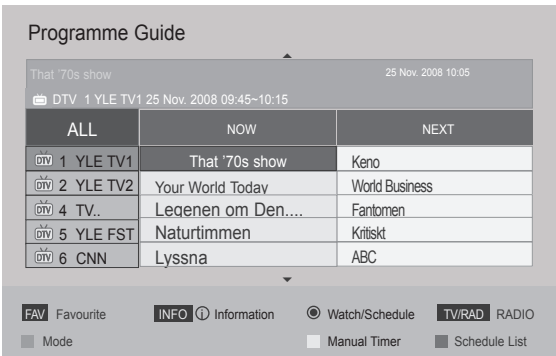 Programme Guide
That '70s show 25 Nov. 2008 10:05
DTV 1 YLE TV1 25 Nov. 2008 09:45~10:15
ALL NOW NEXT
DTV 1 YLE TV1 That '70s show Keno
DTV 2 YLE TV2 Your World Today World Business
DTV 4 TV.. Legenen om Den.... Fantomen
DTV 5 YLE FST Naturtimmen Kritiskt
DTV 6 CNN Lyssna ABC
FAV Favourite INFO i Information Watch/Schedule TV/RAD RADIO
Mode Manual Timer Schedule List